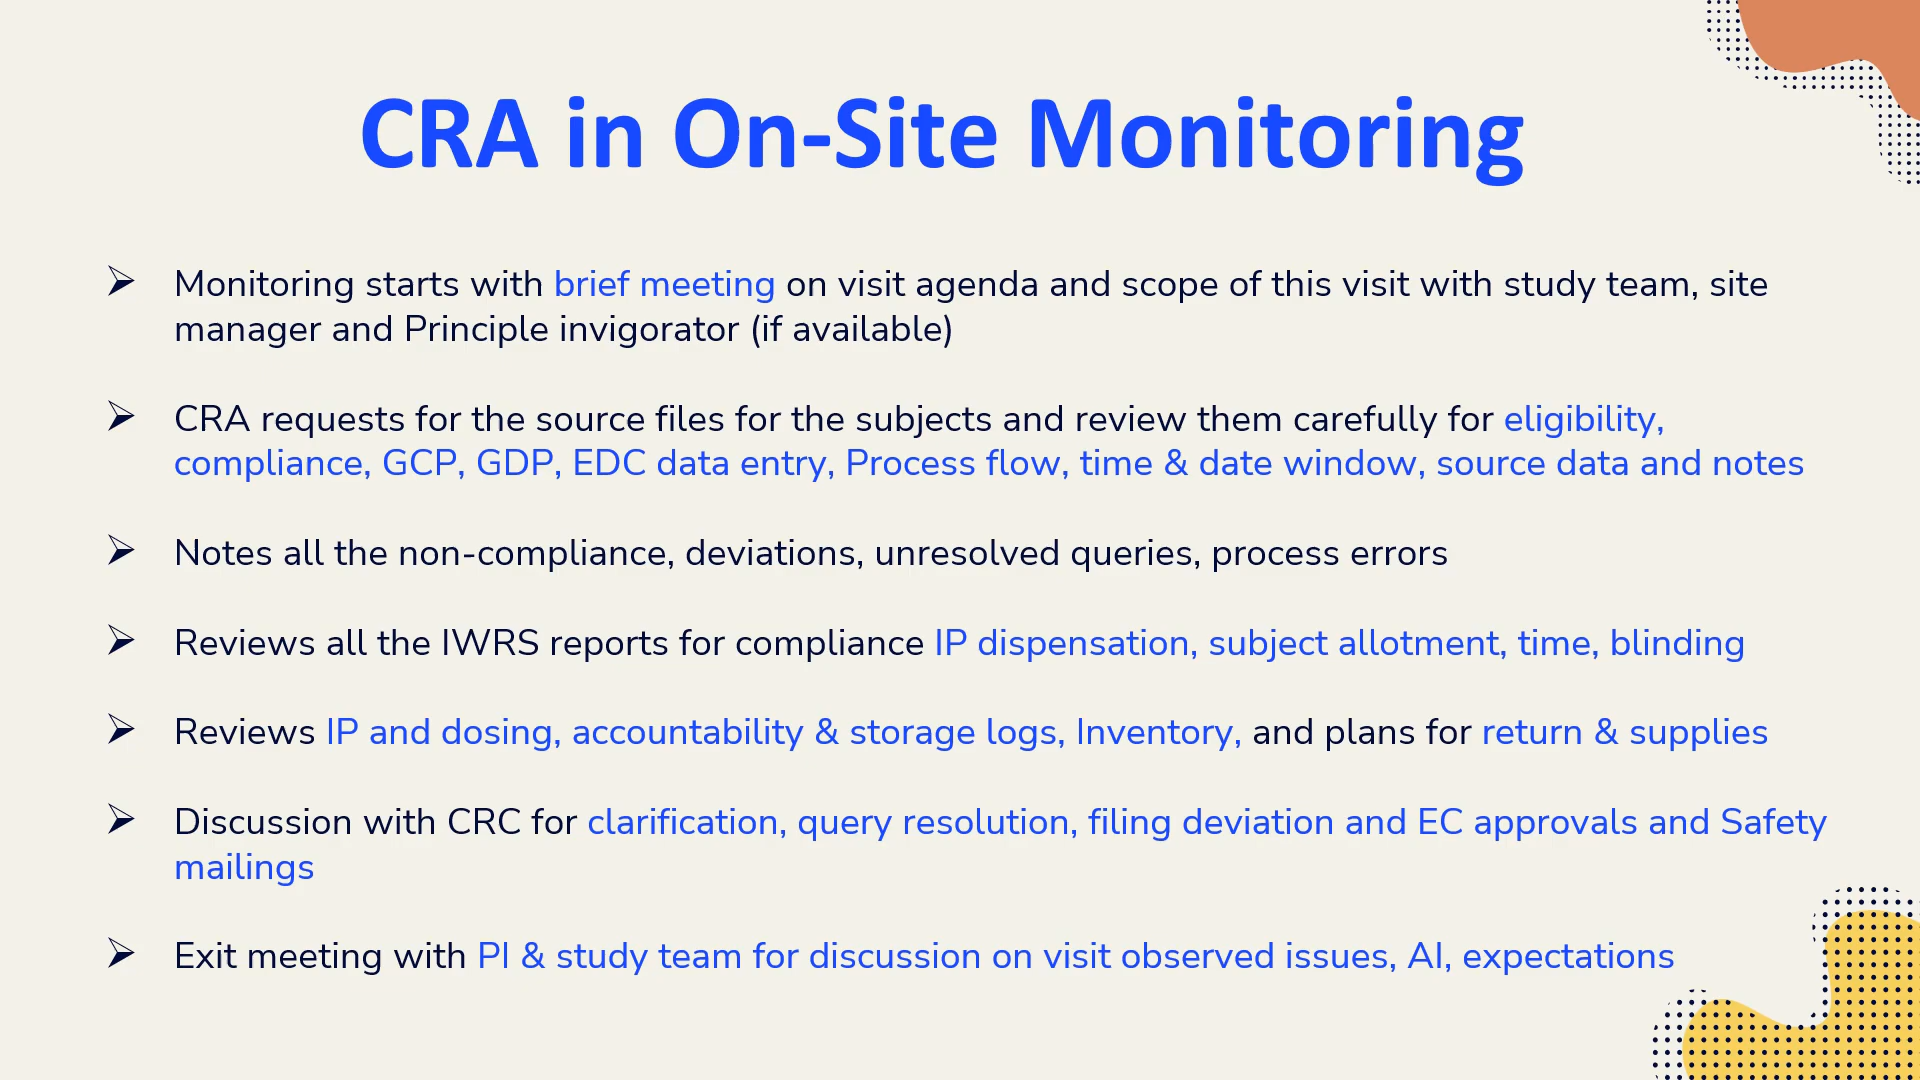 CRA in On-Site Monitoring
➢ Monitoring starts with brief meeting on visit agenda and scope of this visit with study team, site
manager and Principle invigorator (if available)
➢ CRA requests for the source files for the subjects and review them carefully for eligibility,
compliance, GCP, GDP, EDC data entry, Process flow, time & date window, source data and notes
➢ Notes all the non-compliance, deviations, unresolved queries, process errors
➢ Reviews all the IWRS reports for compliance IP dispensation, subject allotment, time, blinding
➢ Reviews IP and dosing, accountability & storage logs, Inventory, and plans for return & supplies
➢ Discussion with CRC for clarification, query resolution, filing deviation and EC approvals and Safety
mailings
➢ Exit meeting with PI & study team for discussion on visit observed issues, AI, expectations